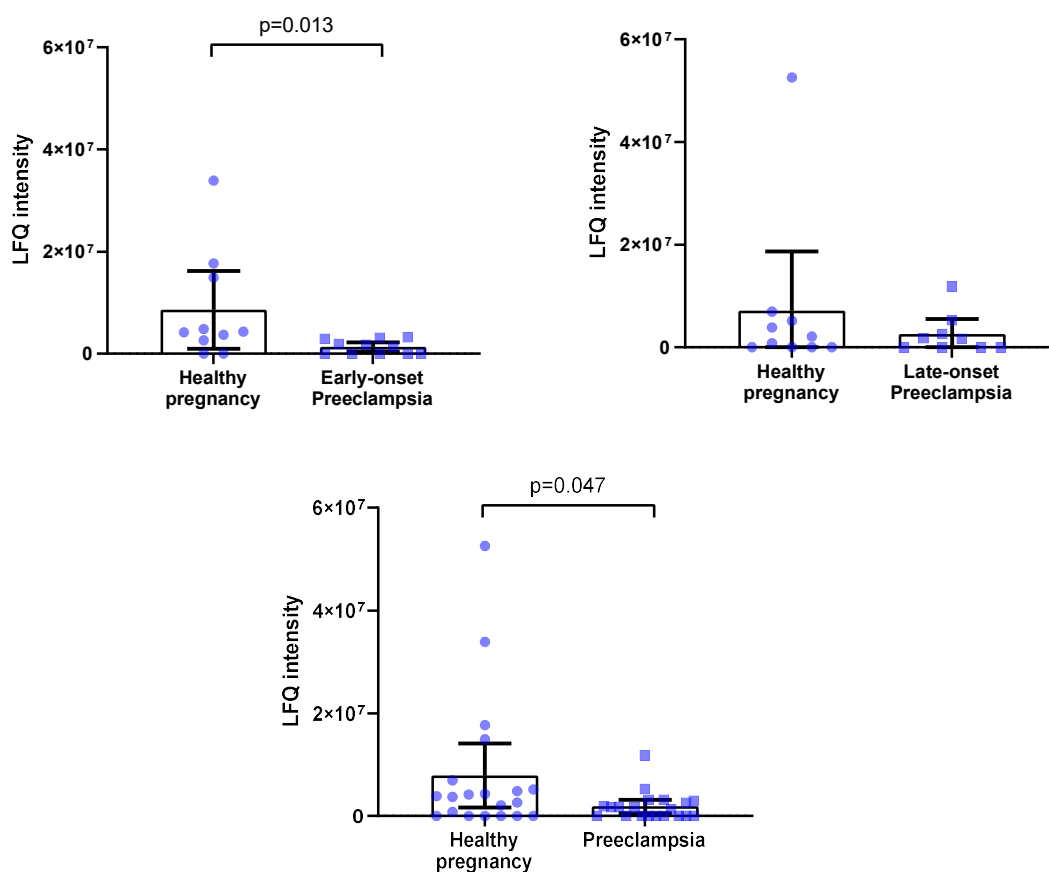 p=0.013
6×10⁷
4×10⁷
2×10⁷
0
LFQ intensity
Healthy
pregnancy
Early-onset
Preeclampsia
6×10⁷
4×10⁷
2×10⁷
0
LFQ intensity
Healthy
pregnancy
Late-onset
Preeclampsia
p=0.047
6×10⁷
4×10⁷
2×10⁷
0
LFQ intensity
Healthy
pregnancy
Preeclampsia